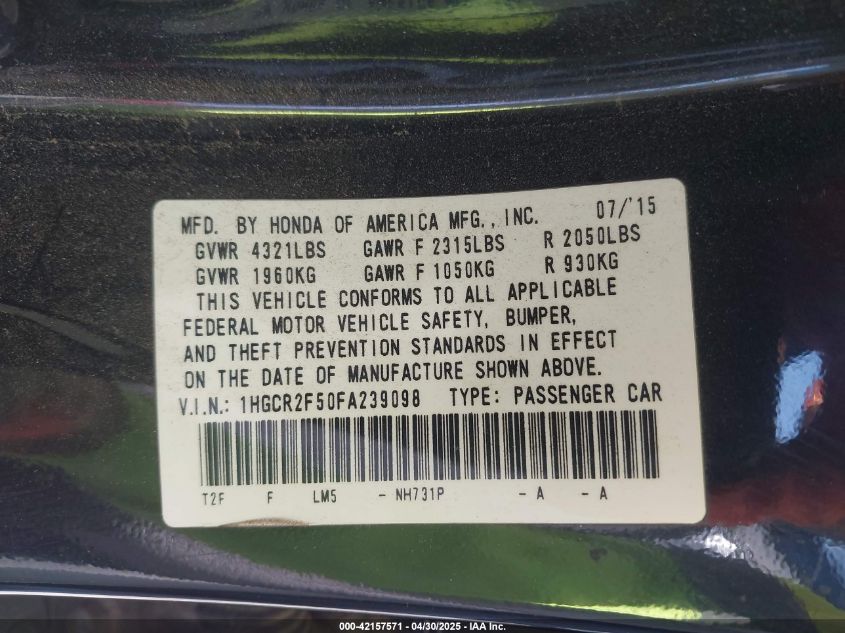 MFD. BY HONDA OF AMERICA MFG., INC. 07/'15
GVWR 4321LBS GAWR F 2315LBS R 2050LBS
GVWR 1960KG GAWR F 1050KG R 930KG
THIS VEHICLE CONFORMS TO ALL APPLICABLE
FEDERAL MOTOR VEHICLE SAFETY, BUMPER,
AND THEFT PREVENTION STANDARDS IN EFFECT
ON THE DATE OF MANUFACTURE SHOWN ABOVE.
V.I.N.: 1HGCR2F50FA239098 TYPE: PASSENGER CAR
T2F F LM5 - NH731P - A - A
000-42157571 - 04/30/2025 - IAA Inc.